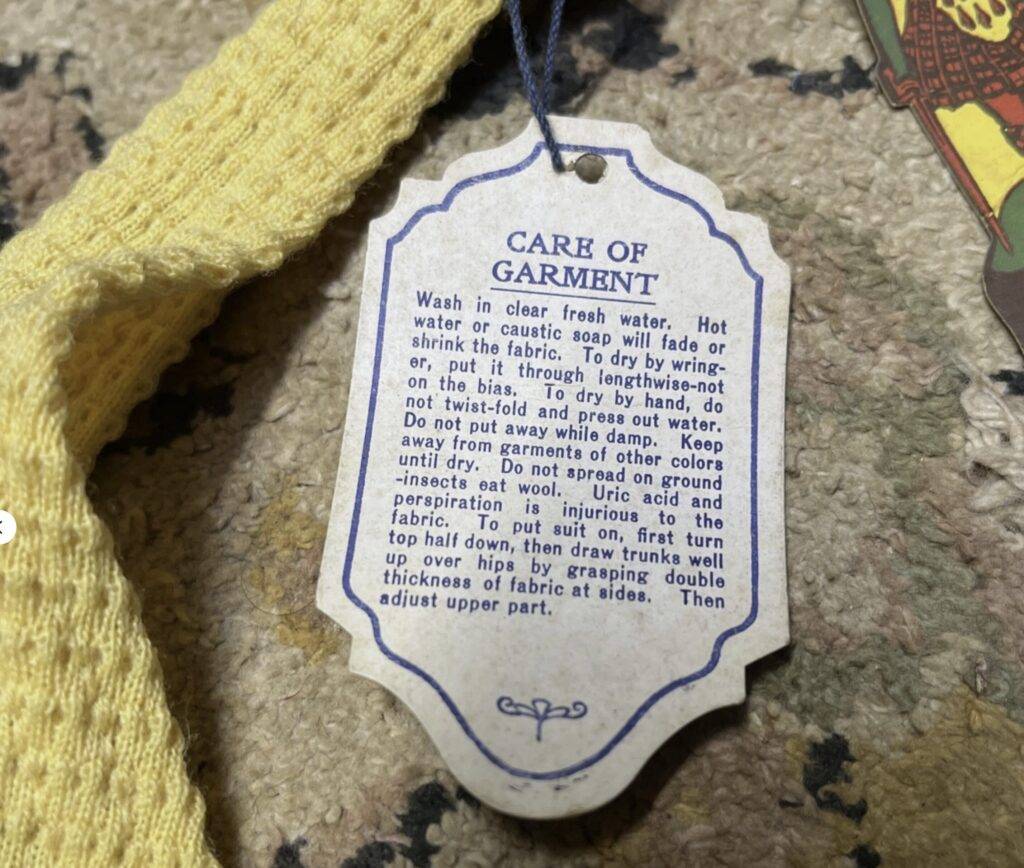 CARE OF
GARMENT
Wash in clear fresh water. Hot
water or caustic soap will fade or
shrink the fabric. To dry by wring-
er, put it through lengthwise-not
on the bias. To dry by hand, do
not twist-fold and press out water.
Do not put away while damp. Keep
away from garments of other colors
until dry. Do not spread on ground
-insects eat wool. Uric acid and
perspiration is injurious to the
fabric. To put suit on, first turn
top half down, then draw trunks well
up over hips by grasping double
thickness of fabric at sides. Then
adjust upper part.